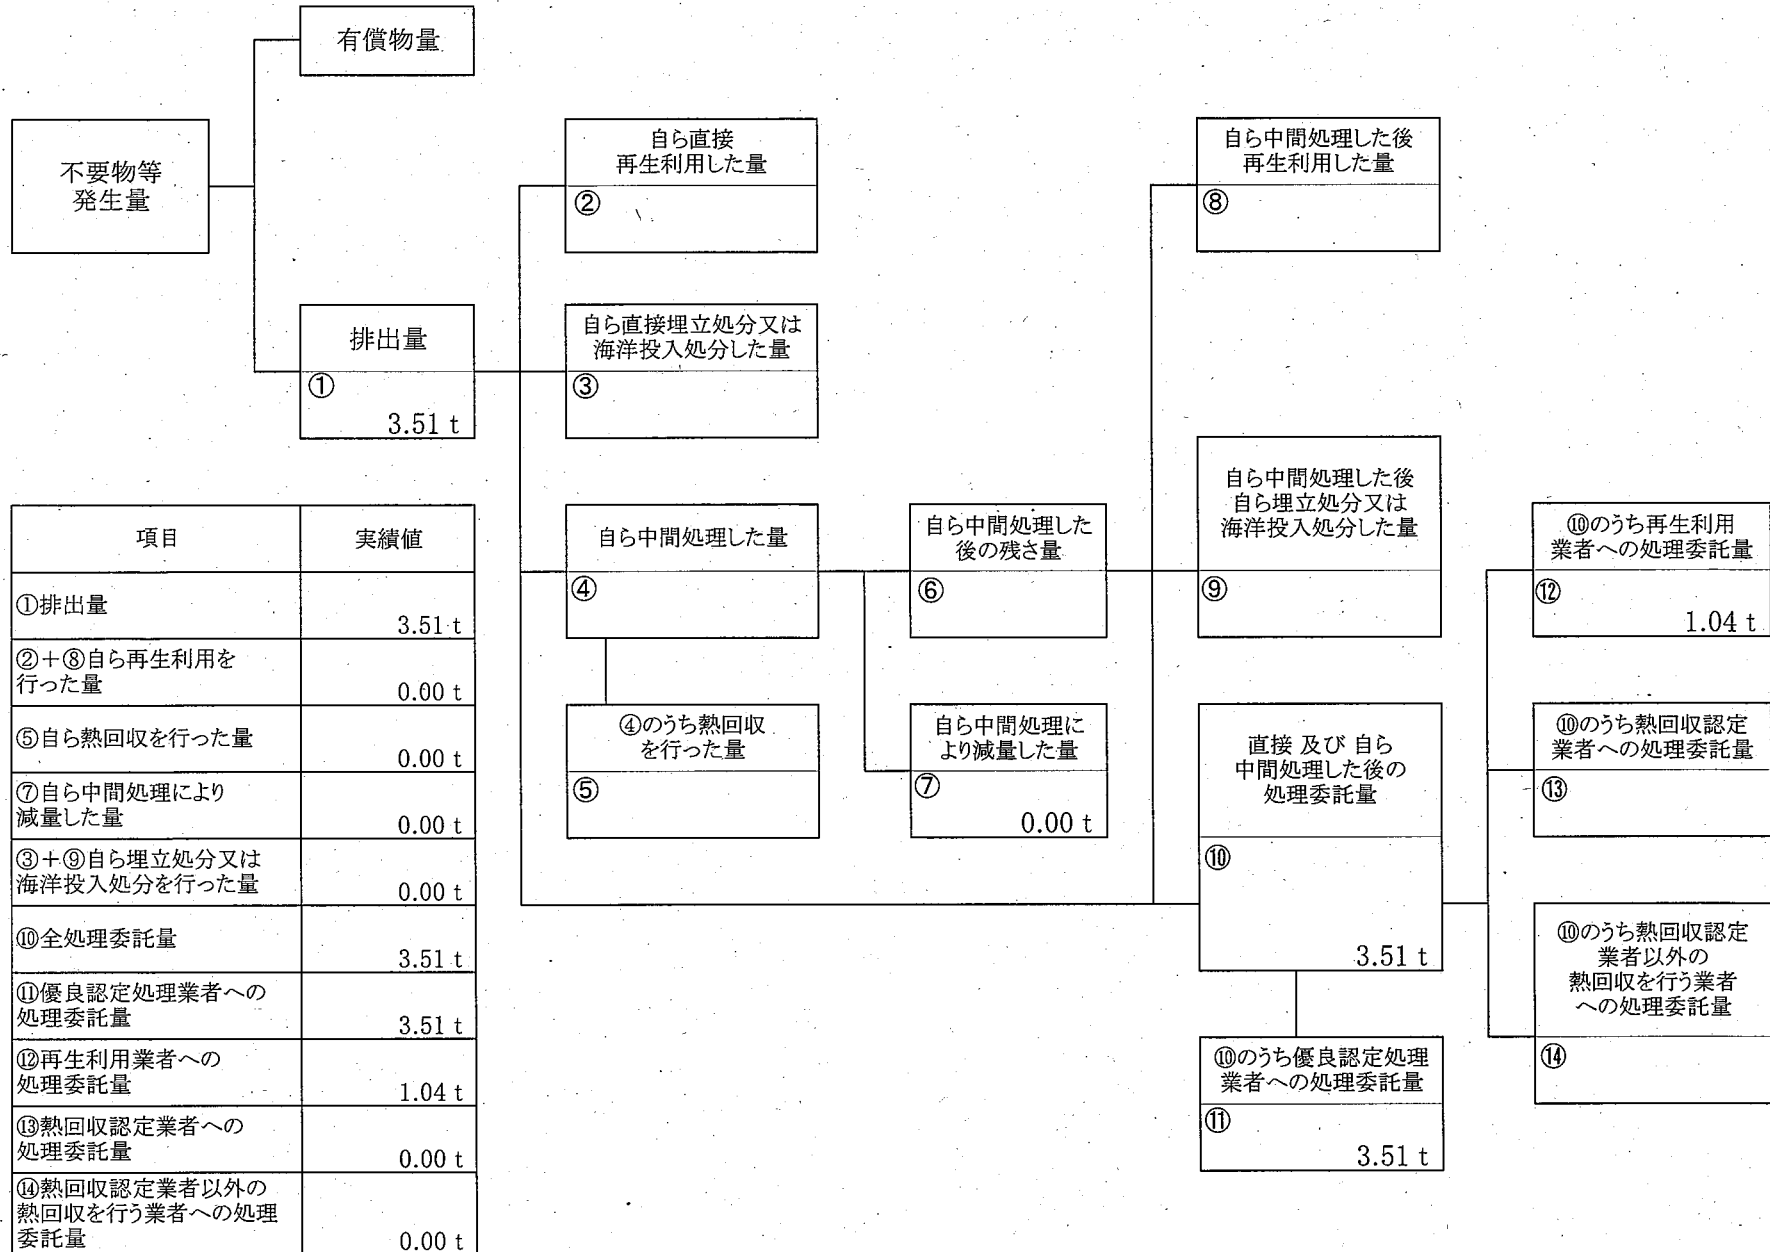 有償物量
不要物等
発生量
自ら直接
再生利用した量
②
自ら中間処理した後
再生利用した量
⑧
排出量
①
3.51 t
自ら直接埋立処分又は
海洋投入処分した量
③
自ら中間処理した量
④
自ら中間処理した
後の残さ量
⑥
自ら中間処理した後
自ら埋立処分又は
海洋投入処分した量
⑨
⑩のうち再生利用
業者への処理委託量
⑫
1.04 t
④のうち熱回収
を行った量
⑤
自ら中間処理に
より減量した量
⑦
0.00 t
直接 及び 自ら
中間処理した後の
処理委託量
⑩
3.51 t
⑩のうち熱回収認定
業者への処理委託量
⑬
⑩のうち熱回収認定
業者以外の
熱回収を行う業者
への処理委託量
⑭
⑩のうち優良認定処理
業者への処理委託量
⑪
3.51 t
項目 実績値
①排出量
3.51 t
②＋⑧自ら再生利用を
行った量
0.00 t
⑤自ら熱回収を行った量
0.00 t
⑦自ら中間処理により
減量した量
0.00 t
③＋⑨自ら埋立処分又は
海洋投入処分を行った量
0.00 t
⑩全処理委託量
3.51 t
⑪優良認定処理業者への
処理委託量
3.51 t
⑫再生利用業者への
処理委託量
1.04 t
⑬熱回収認定業者への
処理委託量
0.00 t
⑭熱回収認定業者以外の
熱回収を行う業者への処理
委託量
0.00 t